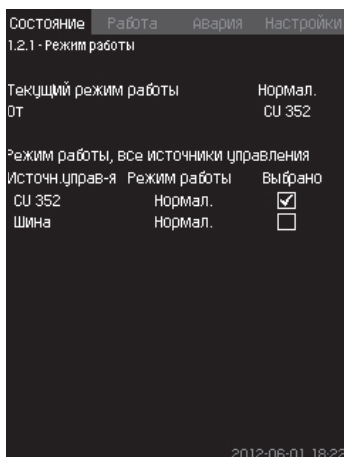 Состояние Работа Авария Настройки
1.2.1 - Режим работы
Текущий режим работы Нормал.
От CU 352
Режим работы, все источники управления
Источн.управ-я Режим работы Выбрано
CU 352 Нормал.
Шина Нормал.
2012-06-01 18:22